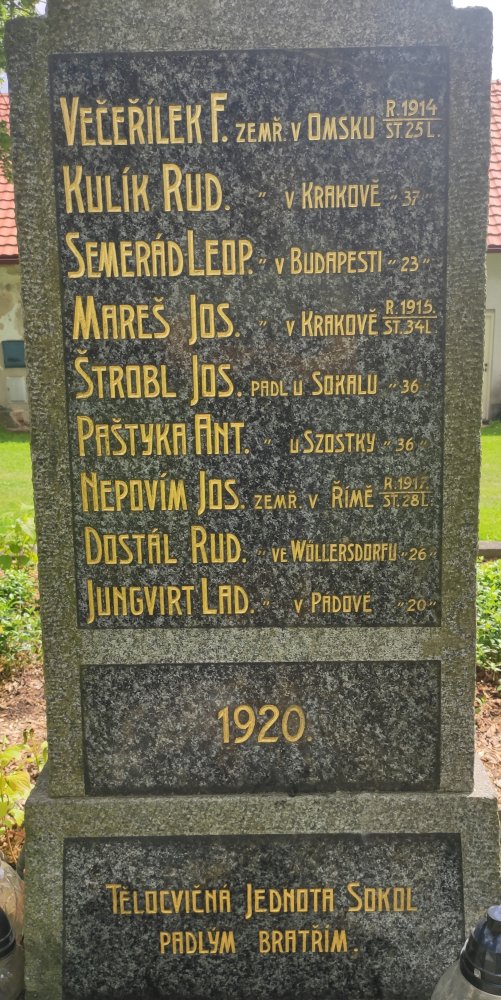 VEČEŘÍLEK F. ZEMŘ. V OMSKU R. 1914 ST 25 L.
KULÍK RUD. " V KRAKOVĚ " 37 "
SEMERÁD LEOP. " V BUDAPESTI " 23 "
MAREŠ JOS. " V KRAKOVĚ R. 1915. ST. 34 L
ŠTROBL JOS. PADL U SOKALU " 36 "
PAŠTYKA ANT. " U SZOSTKY " 36 "
NEPOVÍM JOS. ZEMŘ. V ŘÍMĚ R. 1917. ST. 28 L.
DOSTÁL RUD. " VE WÖLLERSDORFU " 26 "
JUNGVIRT LAD. " V PADOVĚ " 20 "
1920.
TĚLOCVIČNÁ JEDNOTA SOKOL
PADLÝM BRATŘÍM.